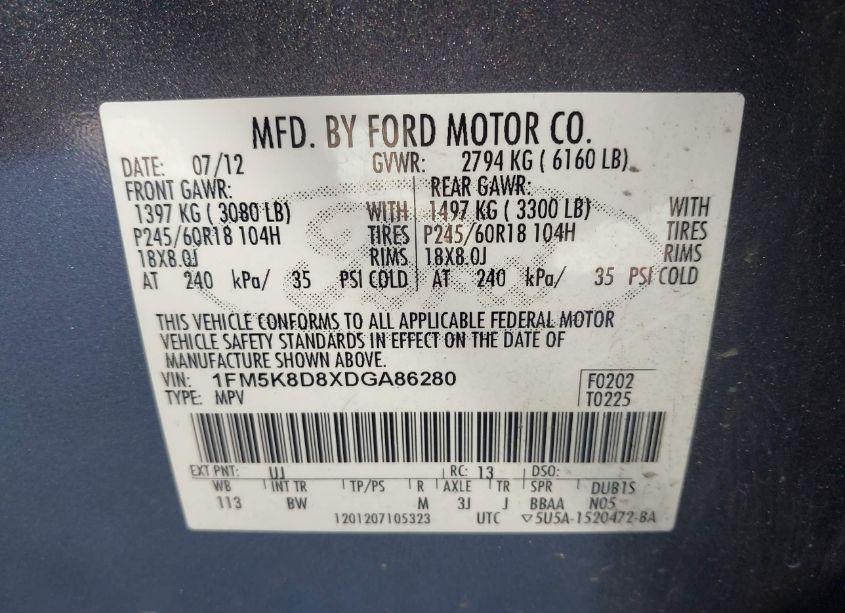 MFD. BY FORD MOTOR CO.
DATE: 07/12 GVWR: 2794 KG ( 6160 LB)
FRONT GAWR: REAR GAWR:
1397 KG ( 3080 LB) WITH 1497 KG ( 3300 LB) WITH
P245/60R18 104H TIRES P245/60R18 104H TIRES
18X8.0J RIMS 18X8.0J RIMS
AT 240 kPa/ 35 PSI COLD AT 240 kPa/ 35 PSI COLD
THIS VEHICLE CONFORMS TO ALL APPLICABLE FEDERAL MOTOR
VEHICLE SAFETY STANDARDS IN EFFECT ON THE DATE OF
MANUFACTURE SHOWN ABOVE.
VIN: 1FM5K8D8XDGA86280 F0202
TYPE: MPV T0225
EXT PNT: UJ RC: 13 DSO:
WB INT TR TP/PS R AXLE TR SPR DUB1S
113 BW M 3J J BBAA N05
1201207105323 UTC ▽5U5A-1520472-BA